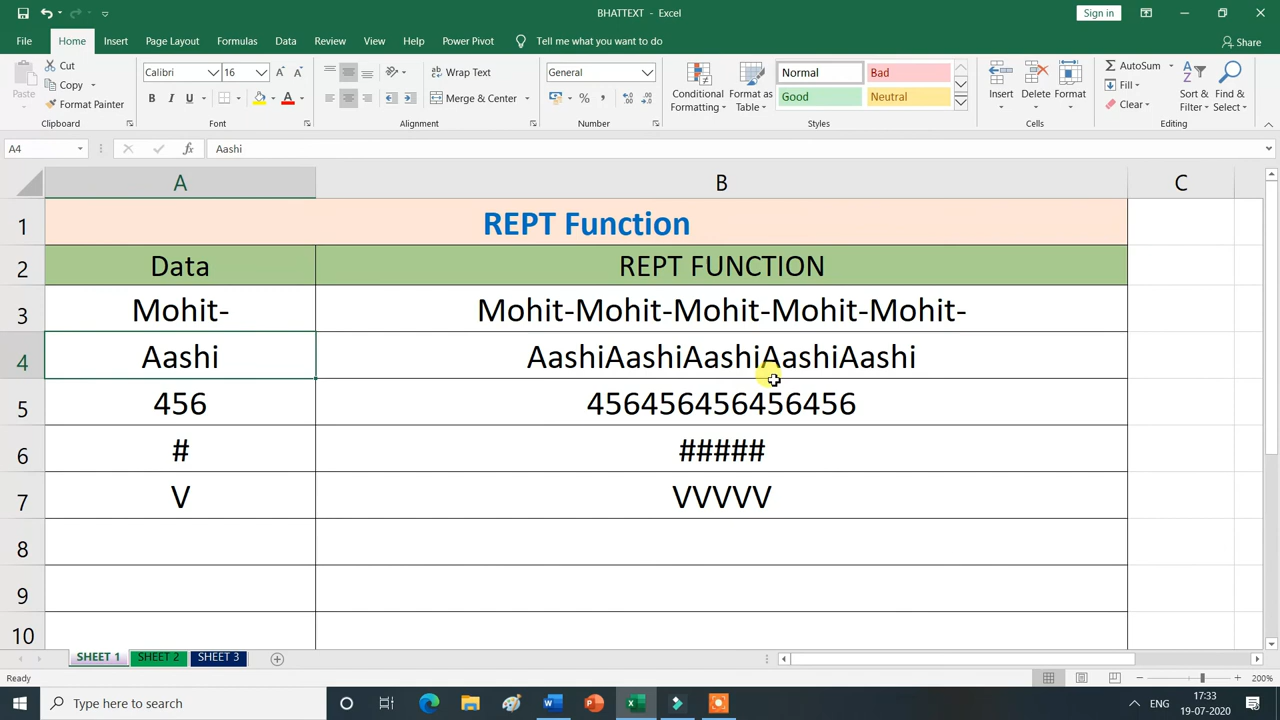 BHATTEXT - Excel
Sign in
File Home Insert Page Layout Formulas Data Review View Help Power Pivot Tell me what you want to do Share
Paste Cut Copy Format Painter
Calibri 16 A A
B I U A
ab Wrap Text
Merge & Center
General
% ,
Conditional Formatting
Format as Table
Normal Bad
Good Neutral
Insert Delete Format
AutoSum
Fill
Clear
Sort & Filter
Find & Select
Clipboard Font Alignment Number Styles Cells Editing
A4 fx Aashi
A B C
1 REPT Function
2 Data REPT FUNCTION
3 Mohit- Mohit-Mohit-Mohit-Mohit-Mohit-
4 Aashi AashiAashiAashiAashiAashi
5 456 456456456456456
6 # #####
7 V VVVVV
8
9
10
SHEET 1 SHEET 2 SHEET 3
Ready 200%
Type here to search
ENG
17:33
19-07-2020